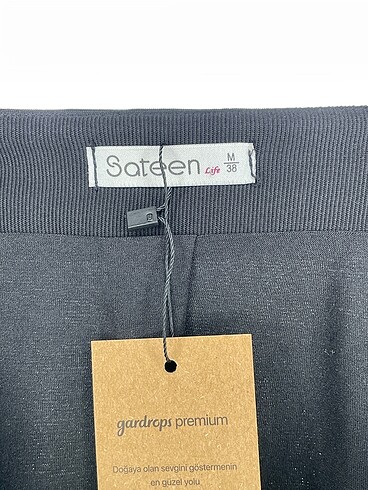 Sateen Life M
38
gardrops premium
Doğaya olan sevgini göstermenin
en güzel yolu.